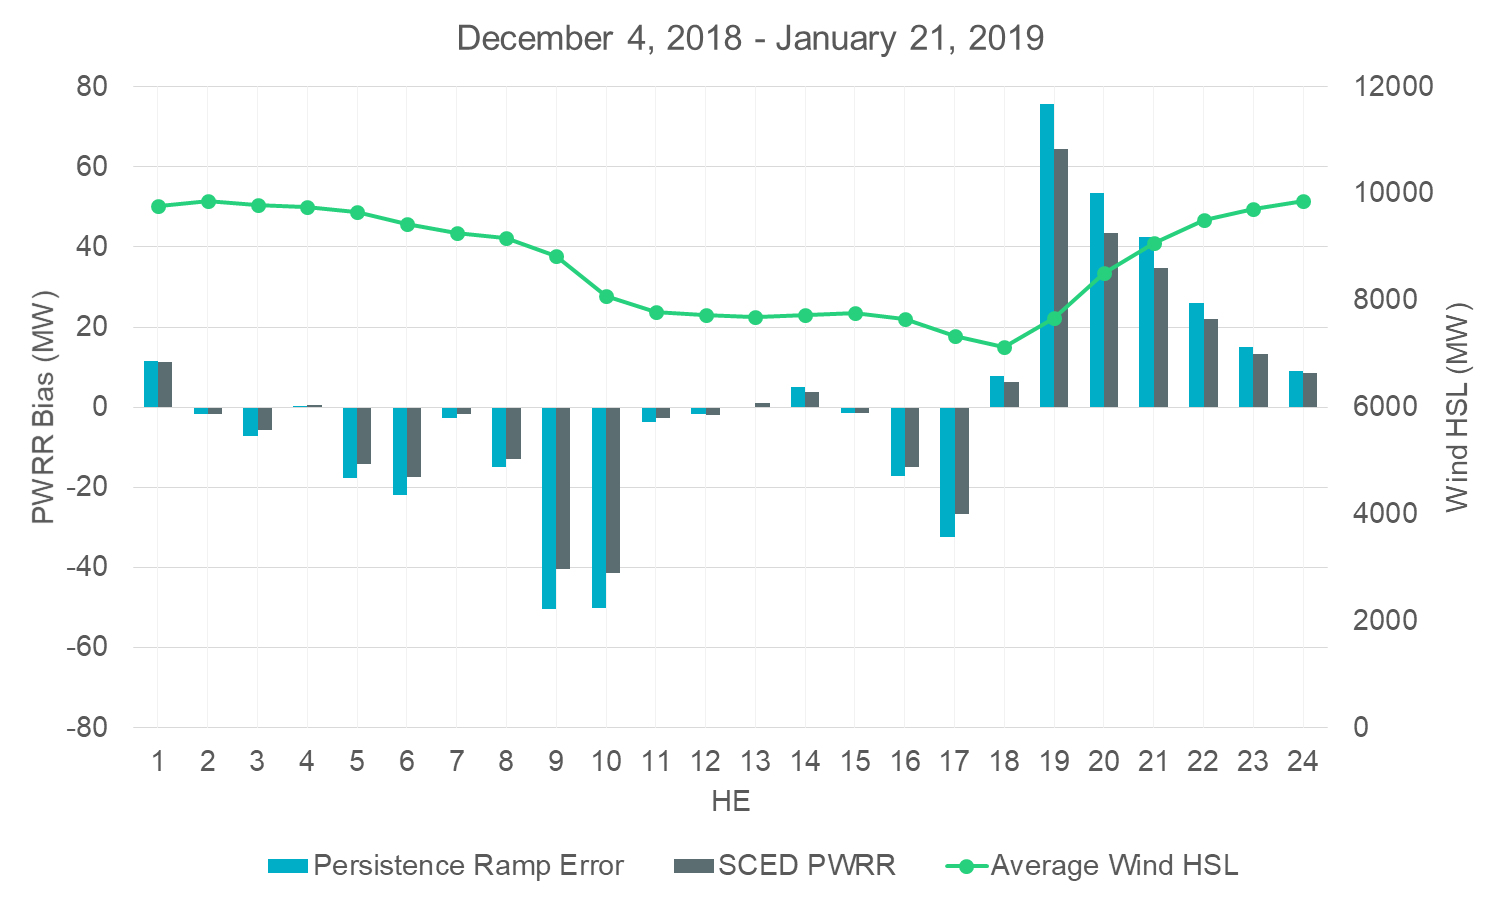 December 4, 2018 - January 21, 2019
80
60
40
20
0
-20
-40
-60
-80
PWRR Bias (MW)
12000
10000
8000
6000
4000
2000
0
Wind HSL (MW)
1 2 3 4 5 6 7 8 9 10 11 12 13 14 15 16 17 18 19 20 21 22 23 24
HE
Persistence Ramp Error SCED PWRR Average Wind HSL